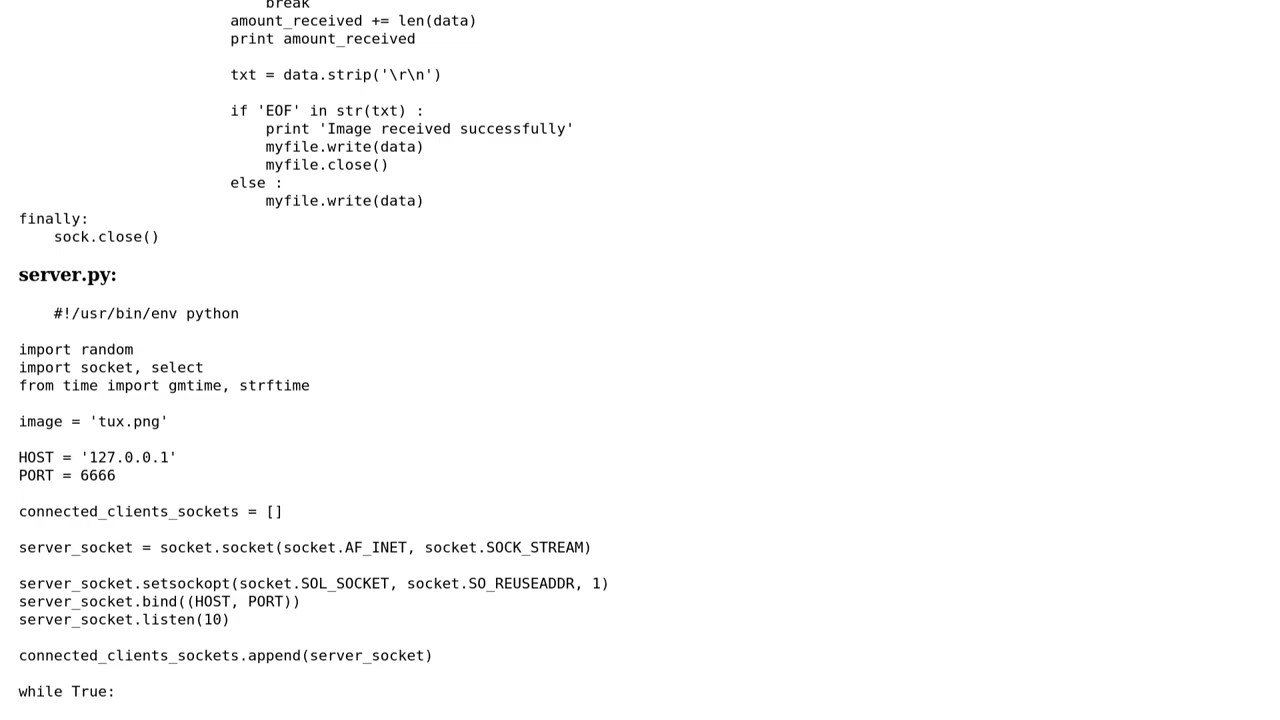 break
amount_received += len(data)
print amount_received
txt = data.strip('\r\n')
if 'EOF' in str(txt) :
print 'Image received successfully'
myfile.write(data)
myfile.close()
else :
myfile.write(data)
finally:
sock.close()
server.py:
#!/usr/bin/env python
import random
import socket, select
from time import gmtime, strftime
image = 'tux.png'
HOST = '127.0.0.1'
PORT = 6666
connected_clients_sockets = []
server_socket = socket.socket(socket.AF_INET, socket.SOCK_STREAM)
server_socket.setsockopt(socket.SOL_SOCKET, socket.SO_REUSEADDR, 1)
server_socket.bind((HOST, PORT))
server_socket.listen(10)
connected_clients_sockets.append(server_socket)
while True: